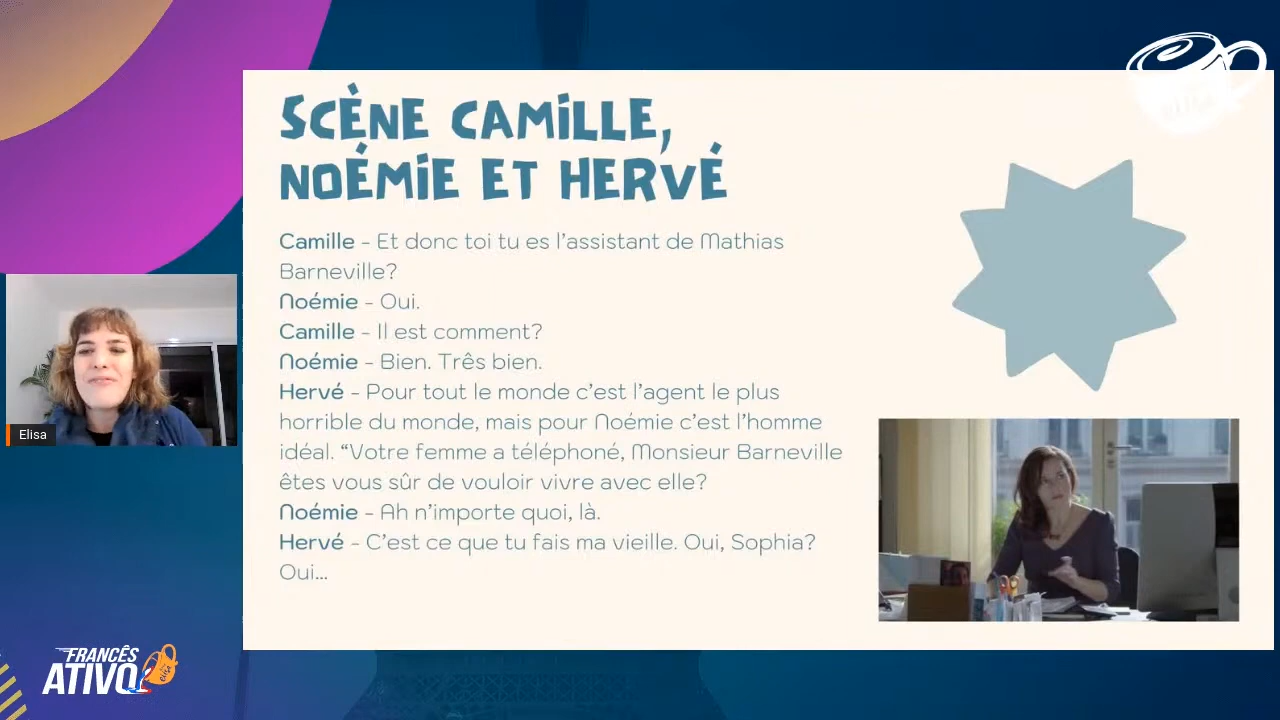 SCÈNE CAMILLE,
NOÉMIE ET HERVÉ
Camille - Et donc toi tu es l'assistant de Mathias
Barneville?
Noémie - Oui.
Camille - Il est comment?
Noémie - Bien. Três bien.
Hervé - Pour tout le monde c'est l'agent le plus
horrible du monde, mais pour Noémie c'est l'homme
idéal. “Votre femme a téléphoné, Monsieur Barneville
êtes vous sûr de vouloir vivre avec elle?
Noémie - Ah n'importe quoi, là.
Hervé - C'est ce que tu fais ma vieille. Oui, Sophia?
Oui...
Elisa
FRANCÊS
ATIVO